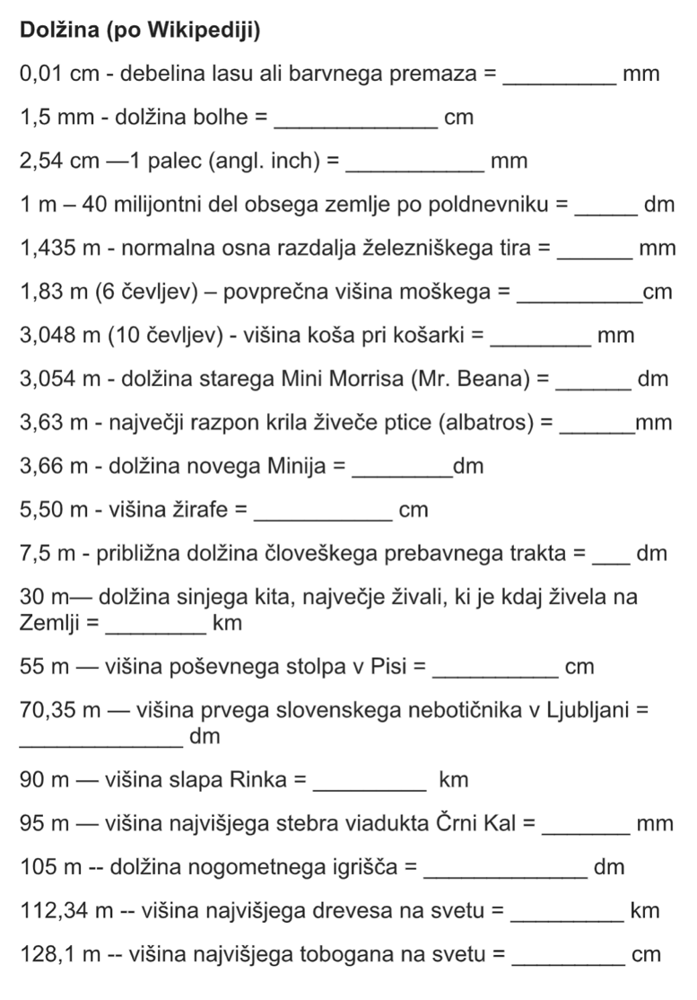 Dolžina (po Wikipediji)
0,01 cm - debelina lasu ali barvnega premaza = _________ mm
1,5 mm - dolžina bolhe = _____________ cm
2,54 cm —1 palec (angl. inch) = ___________ mm
1 m – 40 milijontni del obsega zemlje po poldnevniku = _____ dm
1,435 m - normalna osna razdalja železniškega tira = ______ mm
1,83 m (6 čevljev) – povprečna višina moškega = __________cm
3,048 m (10 čevljev) - višina koša pri košarki = ________ mm
3,054 m - dolžina starega Mini Morrisa (Mr. Beana) = ______ dm
3,63 m - največji razpon krila živeče ptice (albatros) = ______mm
3,66 m - dolžina novega Minija = ________dm
5,50 m - višina žirafe = ___________ cm
7,5 m - približna dolžina človeškega prebavnega trakta = ___ dm
30 m— dolžina sinjega kita, največje živali, ki je kdaj živela na
Zemlji = ________ km
55 m — višina poševnega stolpa v Pisi = __________ cm
70,35 m — višina prvega slovenskega nebotičnika v Ljubljani =
_____________ dm
90 m — višina slapa Rinka = _________ km
95 m — višina najvišjega stebra viadukta Črni Kal = _______ mm
105 m -- dolžina nogometnega igrišča = _____________ dm
112,34 m -- višina najvišjega drevesa na svetu = _________ km
128,1 m -- višina najvišjega tobogana na svetu = _________ cm